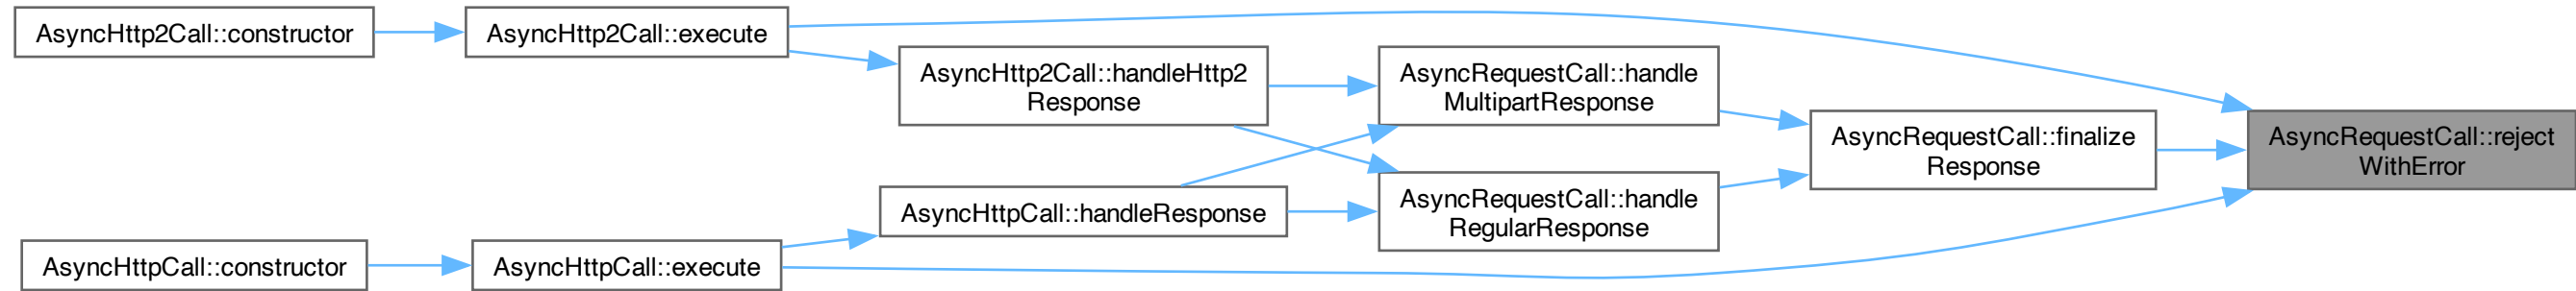 AsyncHttp2Call::constructor
AsyncHttp2Call::execute
AsyncHttp2Call::handleHttp2
Response
AsyncRequestCall::handle
MultipartResponse
AsyncRequestCall::finalize
Response
AsyncRequestCall::reject
WithError
AsyncHttpCall::handleResponse
AsyncRequestCall::handle
RegularResponse
AsyncHttpCall::constructor
AsyncHttpCall::execute